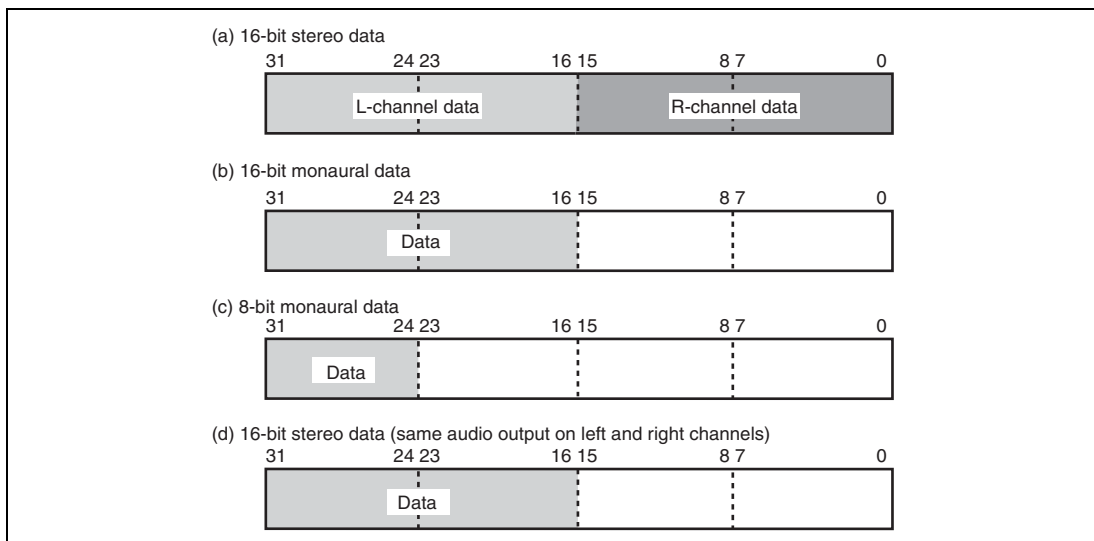 (a) 16-bit stereo data
31 24 23 16 15 8 7 0
L-channel data R-channel data
(b) 16-bit monaural data
31 24 23 16 15 8 7 0
Data
(c) 8-bit monaural data
31 24 23 16 15 8 7 0
Data
(d) 16-bit stereo data (same audio output on left and right channels)
31 24 23 16 15 8 7 0
Data